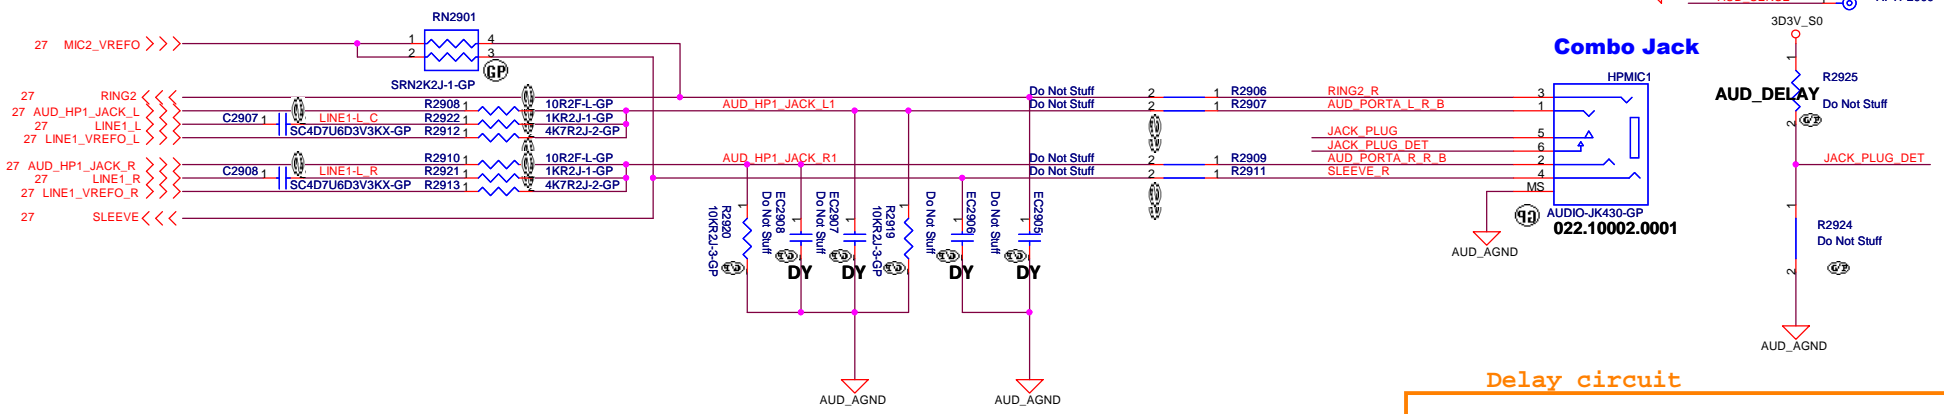 RN2901
27 MIC2_VREFO
1 4
2 3
SRN2K2J-1-GP
GP
27 RING2
27 AUD_HP1_JACK_L
27 LINE1_L
27 LINE1_VREFO_L
27 AUD_HP1_JACK_R
27 LINE1_R
27 LINE1_VREFO_R
27 SLEEVE
C2907 1
LINE1-L_C
SC4D7U6D3V3KX-GP
R2908 1
R2922 1
R2912 1
10R2F-L-GP
1KR2J-1-GP
4K7R2J-2-GP
C2908 1
LINE1-L_R
SC4D7U6D3V3KX-GP
R2910 1
R2921 1
R2913 1
10R2F-L-GP
1KR2J-1-GP
4K7R2J-2-GP
AUD_HP1_JACK_L1
AUD_HP1_JACK_R1
R2920
10KR2J-3-GP
EC2908
Do Not Stuff
DY
EC2907
Do Not Stuff
DY
R2919
10KR2J-3-GP
EC2906
Do Not Stuff
DY
EC2905
Do Not Stuff
DY
AUD_AGND
AUD_AGND
Do Not Stuff 2 1 R2906
Do Not Stuff 2 1 R2907
Do Not Stuff 2 1 R2909
Do Not Stuff 2 1 R2911
RING2_R
AUD_PORTA_L_R_B
JACK_PLUG
JACK_PLUG_DET
AUD_PORTA_R_R_B
SLEEVE_R
Combo Jack
HPMIC1
3
1
5
6
2
4
MS
AUDIO-JK430-GP
022.10002.0001
AUD_AGND
3D3V_S0
1
R2925
AUD_DELAY
Do Not Stuff
2
JACK_PLUG_DET
1
R2924
Do Not Stuff
2
AUD_AGND
Delay circuit